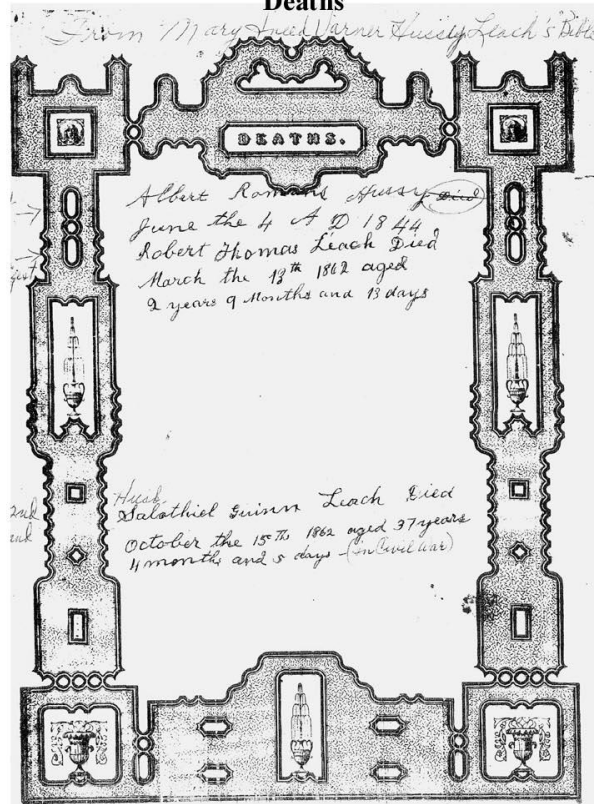 Deaths
From Mary Warner Hussy Leach's Bible
DEATHS.
Albert Romans Hussy Died
June the 4 A D 1844
Robert Thomas Leach Died
March the 13th 1862 aged
2 years 9 Months and 13 days
Husb.
Salathiel Guinn Leach Died
October the 15th 1862 aged 37 years
4 months and 5 days - (in Civil War)
2nd